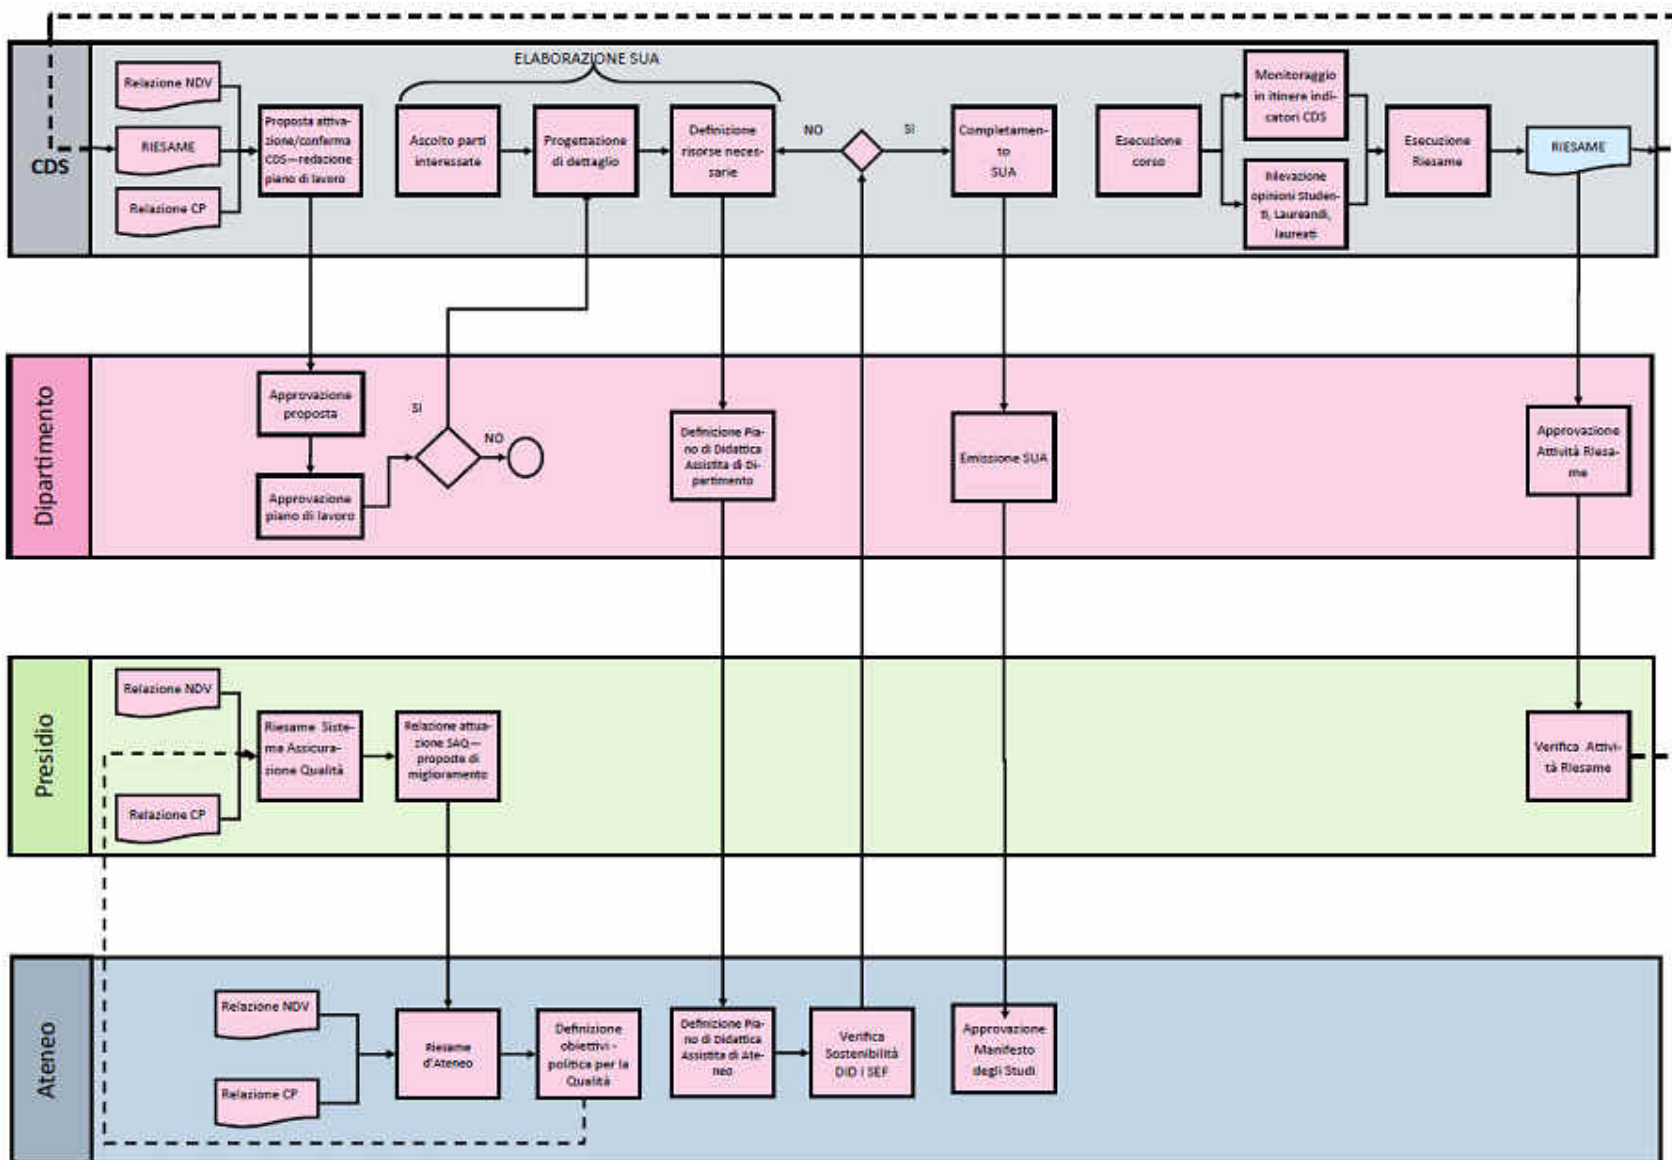 ELABORAZIONE SUA
CDS
Relazione NDV
RIESAME
Relazione CP
Proposta attiva-
zione/conferma
CDS—redazione
piano di lavoro
Ascolto parti
interessate
Progettazione
di dettaglio
Definizione
risorse neces-
sarie
NO
SI
Completamen-
to
SUA
Esecuzione
corso
Monitoraggio
in itinere indi-
catori CDS
Rilevazione
opinioni Studen-
ti, Laureandi,
laureati
Esecuzione
Riesame
RIESAME
Dipartimento
Approvazione
proposta
Approvazione
piano di lavoro
SI
NO
Definizione Pia-
no di Didattica
Assistita di Di-
partimento
Emissione SUA
Approvazione
Attività Riesa-
me
Presidio
Relazione NDV
Relazione CP
Riesame Siste-
ma Assicura-
zione Qualità
Relazione attua-
zione SAQ—
proposte di
miglioramento
Verifica Attivi-
tà Riesame
Ateneo
Relazione NDV
Relazione CP
Riesame
d'Ateneo
Definizione
obiettivi -
politica per la
Qualità
Definizione Pia-
no di Didattica
Assistita di Ate-
neo
Verifica
Sostenibilità
DID I SEF
Approvazione
Manifesto
degli Studi